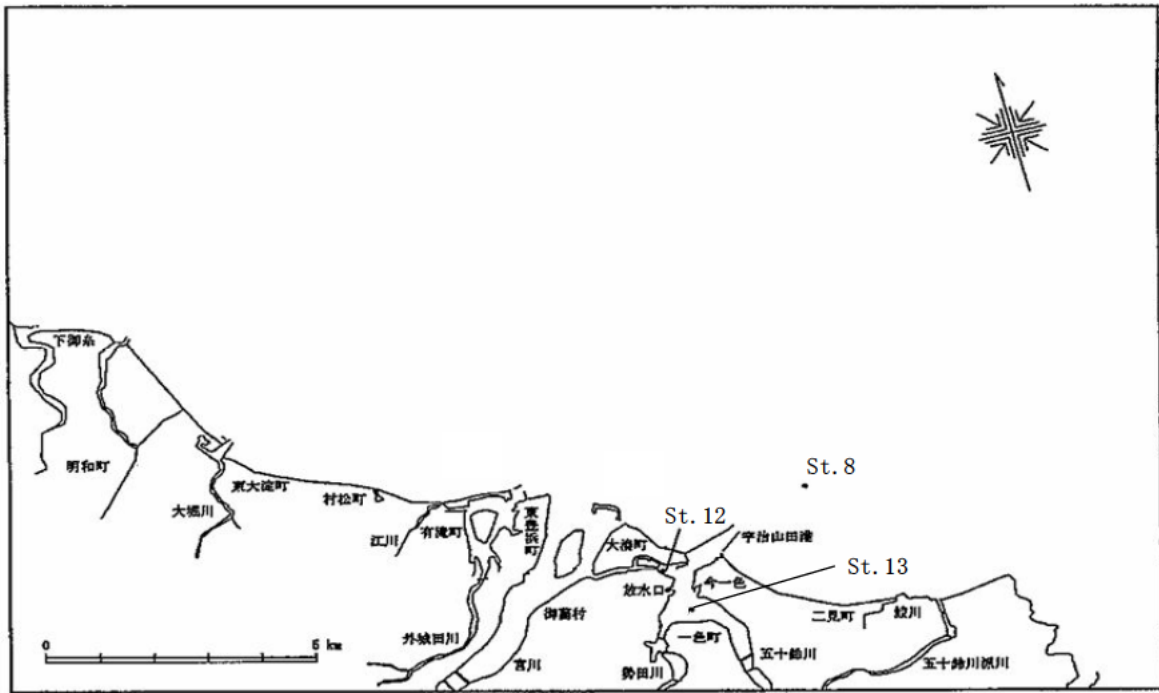 下御糸
St.8
明和町
東大淀町
村松町
大堀川
St.12
東豊浜町
江川
有滝町
大湊町
宇治山田港
St.13
放水口
今一色
御薗村
二見町
鮫川
外城田川
一色町
宮川
勢田川
五十鈴川
五十鈴川派川
0
5 km